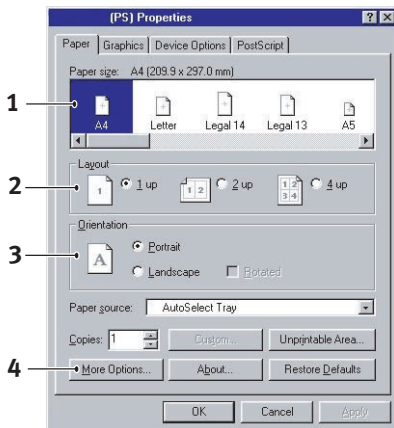 (PS) Properties
Paper Graphics Device Options PostScript
Paper size: A4 (209.9 x 297.0 mm)
1
A4 Letter Legal 14 Legal 13 A5
Layout
2 1 1 up 1 2 2 up 1 2 3 4 4 up
Orientation
3 A Portrait
Landscape Rotated
Paper source: AutoSelect Tray
Copies: 1 Custom... Unprintable Area...
4 More Options... About... Restore Defaults
OK Cancel Apply